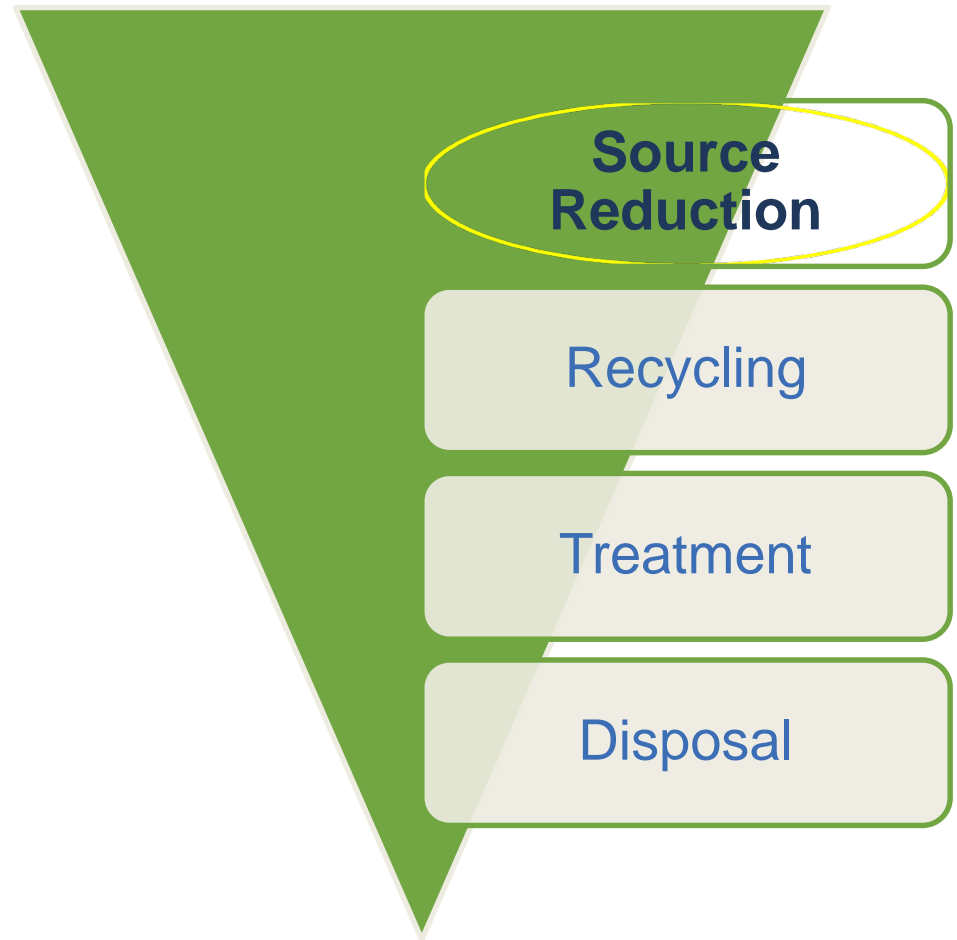 Source
Reduction
Recycling
Treatment
Disposal